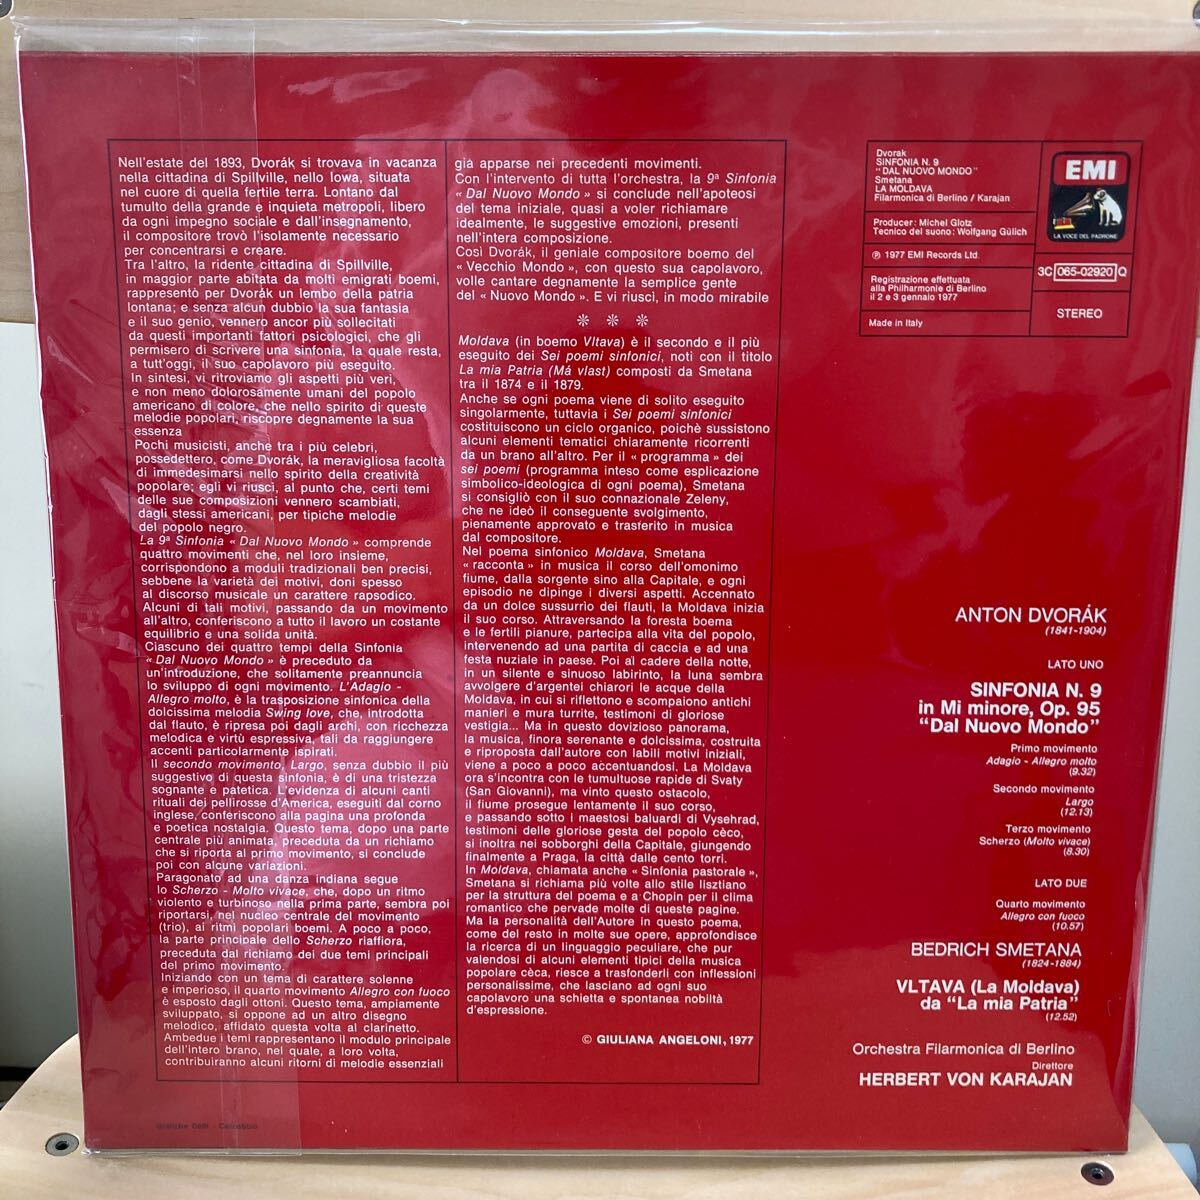 Nell'estate del 1893, Dvorák si trovava in vacanza
nella cittadina di Spillville, nello Iowa, situata
nel cuore di quella fertile terra. Lontano dal
tumulto della grande e inquieta metropoli, libero
da ogni impegno sociale e dall'insegnamento,
il compositore trovò l'isolamento necessario
per concentrarsi e creare.
Tra l'altro, la ridente cittadina di Spillville,
in maggior parte abitata da molti emigrati boemi,
rappresentò per Dvorák un lembo della patria
lontana; e senza alcun dubbio la sua fantasia
e il suo genio, vennero ancor più sollecitati
da questi importanti fattori psicologici, che gli
permisero di scrivere una sinfonia, la quale resta,
a tutt'oggi, il suo capolavoro più eseguito.
In sintesi, vi ritroviamo gli aspetti più veri,
e non meno dolorosamente umani del popolo
americano di colore, che nello spirito di queste
melodie popolari, riscopre degnamente la sua
essenza
Pochi musicisti, anche tra i più celebri,
possedettero, come Dvorák, la meravigliosa facoltà
di immedesimarsi nello spirito della creatività
popolare; egli vi riuscì, al punto che, certi temi
delle sue composizioni vennero scambiati,
dagli stessi americani, per tipiche melodie
del popolo negro.
La 9ª Sinfonia « Dal Nuovo Mondo » comprende
quattro movimenti che, nel loro insieme,
corrispondono a moduli tradizionali ben precisi,
sebbene la varietà dei motivi, doni spesso
al discorso musicale un carattere rapsodico.
Alcuni di tali motivi, passando da un movimento
all'altro, conferiscono a tutto il lavoro un costante
equilibrio e una solida unità.
Ciascuno dei quattro tempi della Sinfonia
« Dal Nuovo Mondo » è preceduto da
un'introduzione, che solitamente preannuncia
lo sviluppo di ogni movimento. L'Adagio -
Allegro molto, è la trasposizione sinfonica della
dolcissima melodia Swing love, che, introdotta
dal flauto, è ripresa poi dagli archi, con ricchezza
melodica e virtù espressiva, tali da raggiungere
accenti particolarmente ispirati.
Il secondo movimento, Largo, senza dubbio il più
suggestivo di questa sinfonia, è di una tristezza
sognante e patetica. L'evidenza di alcuni canti
rituali dei pellirosse d'America, eseguiti dal corno
inglese, conferiscono alla pagina una profonda
e poetica nostalgia. Questo tema, dopo una parte
centrale più animata, preceduta da un richiamo
che si riporta al primo movimento, si conclude
poi con alcune variazioni.
Paragonato ad una danza indiana segue
lo Scherzo - Molto vivace, che, dopo un ritmo
violento e turbinoso nella prima parte, sembra poi
riportarsi, nel nucleo centrale del movimento
(trio), ai ritmi popolari boemi. A poco a poco,
la parte principale dello Scherzo riaffiora,
preceduta dal richiamo dei due temi principali
del primo movimento.
Iniziando con un tema di carattere solenne
e imperioso, il quarto movimento Allegro con fuoco
è esposto dagli ottoni. Questo tema, ampiamente
sviluppato, si oppone ad un altro disegno
melodico, affidato questa volta al clarinetto.
Ambedue i temi rappresentano il modulo principale
dell'intero brano, nel quale, a loro volta,
contribuiranno alcuni ritorni di melodie essenziali
già apparse nei precedenti movimenti.
Con l'intervento di tutta l'orchestra, la 9ª Sinfonia
« Dal Nuovo Mondo » si conclude nell'apoteosi
del tema iniziale, quasi a voler richiamare
idealmente, le suggestive emozioni, presenti
nell'intera composizione.
Così Dvorák, il geniale compositore boemo del
« Vecchio Mondo », con questo sua capolavoro,
volle cantare degnamente la semplice gente
del « Nuovo Mondo ». E vi riuscì, in modo mirabile
* * *
Moldava (in boemo Vltava) è il secondo e il più
eseguito dei Sei poemi sinfonici, noti con il titolo
La mia Patria (Má vlast) composti da Smetana
tra il 1874 e il 1879.
Anche se ogni poema viene di solito eseguito
singolarmente, tuttavia i Sei poemi sinfonici
costituiscono un ciclo organico, poichè sussistono
alcuni elementi tematici chiaramente ricorrenti
da un brano all'altro. Per il « programma » dei
sei poemi (programma inteso come esplicazione
simbolico-ideologica di ogni poema), Smetana
si consigliò con il suo connazionale Zeleny,
che ne ideò il conseguente svolgimento,
pienamente approvato e trasferito in musica
dal compositore.
Nel poema sinfonico Moldava, Smetana
« racconta » in musica il corso dell'omonimo
fiume, dalla sorgente sino alla Capitale, e ogni
episodio ne dipinge i diversi aspetti. Accennato
da un dolce sussurrìo dei flauti, la Moldava inizia
il suo corso. Attraversando la foresta boema
e le fertili pianure, partecipa alla vita del popolo,
intervenendo ad una partita di caccia e ad una
festa nuziale in paese. Poi al cadere della notte,
in un silente e sinuoso labirinto, la luna sembra
avvolgere d'argentei chiarori le acque della
Moldava, in cui si riflettono e scompaiono antichi
manieri e mura turrite, testimoni di gloriose
vestigia... Ma in questo dovizioso panorama,
la musica, finora serenante e dolcissima, costruita
e riproposta dall'autore con labili motivi iniziali,
viene a poco a poco accentuandosi. La Moldava
ora s'incontra con le tumultuose rapide di Svaty
(San Giovanni), ma vinto questo ostacolo,
il fiume prosegue lentamente il suo corso,
e passando sotto i maestosi baluardi di Vysehrad,
testimoni delle gloriose gesta del popolo cèco,
si inoltra nei sobborghi della Capitale, giungendo
finalmente a Praga, la città dalle cento torri.
In Moldava, chiamata anche « Sinfonia pastorale »,
Smetana si richiama più volte allo stile lisztiano
per la struttura del poema e a Chopin per il clima
romantico che pervade molte di queste pagine.
Ma la personalità dell'Autore in questo poema,
come del resto in molte sue opere, approfondisce
la ricerca di un linguaggio peculiare, che pur
valendosi di alcuni elementi tipici della musica
popolare cèca, riesce a trasfonderli con inflessioni
personalissime, che lasciano ad ogni suo
capolavoro una schietta e spontanea nobiltà
d'espressione.
© GIULIANA ANGELONI, 1977
Dvorak
SINFONIA N. 9
"DAL NUOVO MONDO"
Smetana
LA MOLDAVA
Filarmonica di Berlino / Karajan
Producer: Michel Glotz
Tecnico del suono: Wolfgang Gülich
℗ 1977 EMI Records Ltd.
Registrazione effettuata
alla Philharmonie di Berlino
il 2 e 3 gennaio 1977
Made in Italy
EMI
LA VOCE DEL PADRONE
3C 065-02920 Q
STEREO
ANTON DVORÁK
(1841-1904)
LATO UNO
SINFONIA N. 9
in Mi minore, Op. 95
"Dal Nuovo Mondo"
Primo movimento
Adagio - Allegro molto
(9.32)
Secondo movimento
Largo
(12.13)
Terzo movimento
Scherzo (Molto vivace)
(8.30)
LATO DUE
Quarto movimento
Allegro con fuoco
(10.57)
BEDRICH SMETANA
(1824-1884)
VLTAVA (La Moldava)
da "La mia Patria"
(12.52)
Orchestra Filarmonica di Berlino
Direttore
HERBERT VON KARAJAN